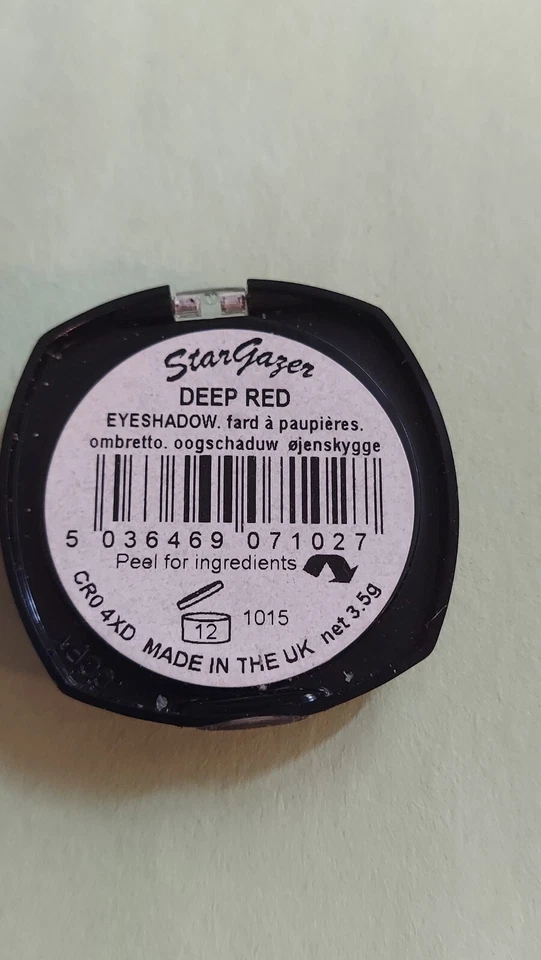 StarGazer
DEEP RED
EYESHADOW. fard à paupières.
ombretto. oogschaduw øjenskygge
5 036469 071027
Peel for ingredients
12
1015
CR0 4XD MADE IN THE UK net 3.5g